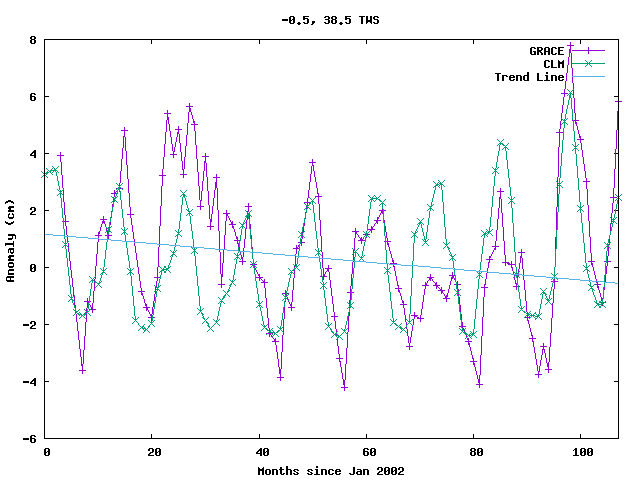 -0.5, 38.5 TWS
GRACE
CLM
Trend Line
8
6
4
2
0
-2
-4
-6
Anomaly (cm)
0 20 40 60 80 100
Months since Jan 2002